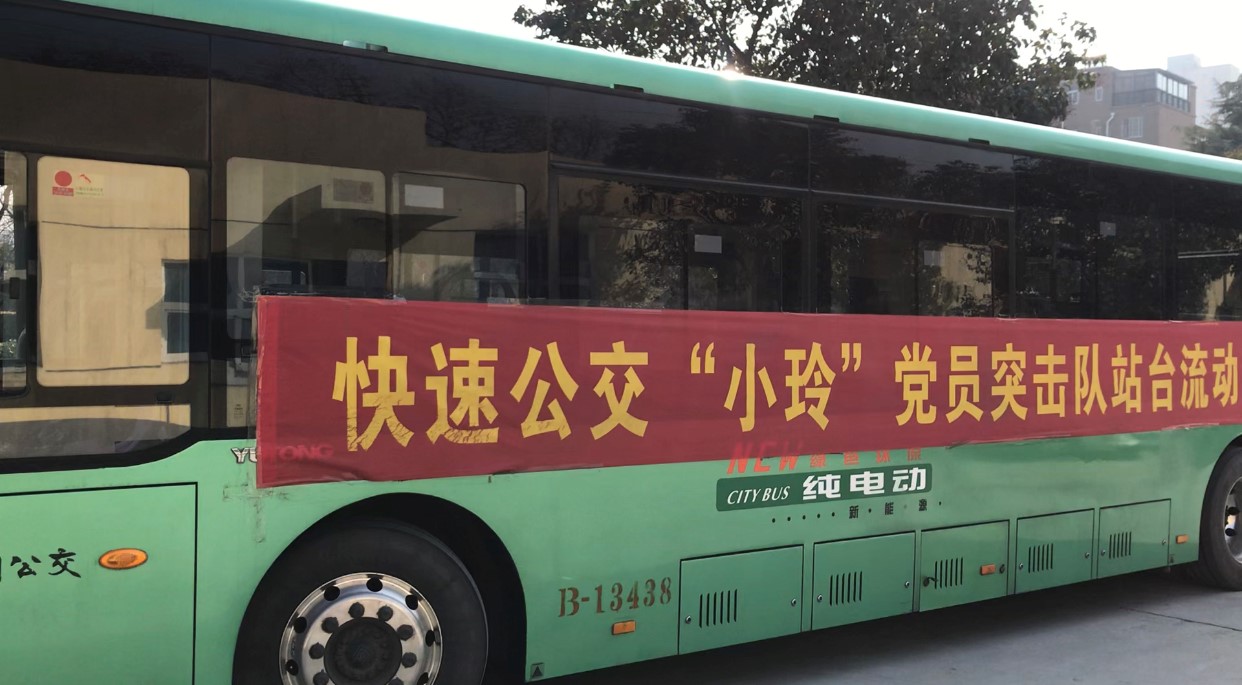 快速公交“小玲”党员突击队站台流动
YUTONG
NEW
CITY BUS 纯电动
新·能·源
公交
B-13438